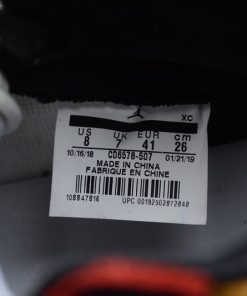 XC
US UK EUR cm
8 7 41 26
10/16/18 CD6578-507 01/21/19
MADE IN CHINA
FABRIQUE EN CHINE
108847816
UPC 00192502872848